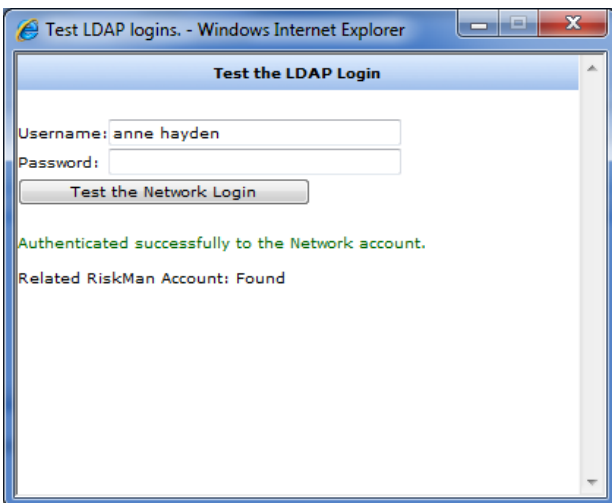 Test LDAP logins. - Windows Internet Explorer
Test the LDAP Login
Username: anne hayden
Password:
Test the Network Login
Authenticated successfully to the Network account.
Related RiskMan Account: Found